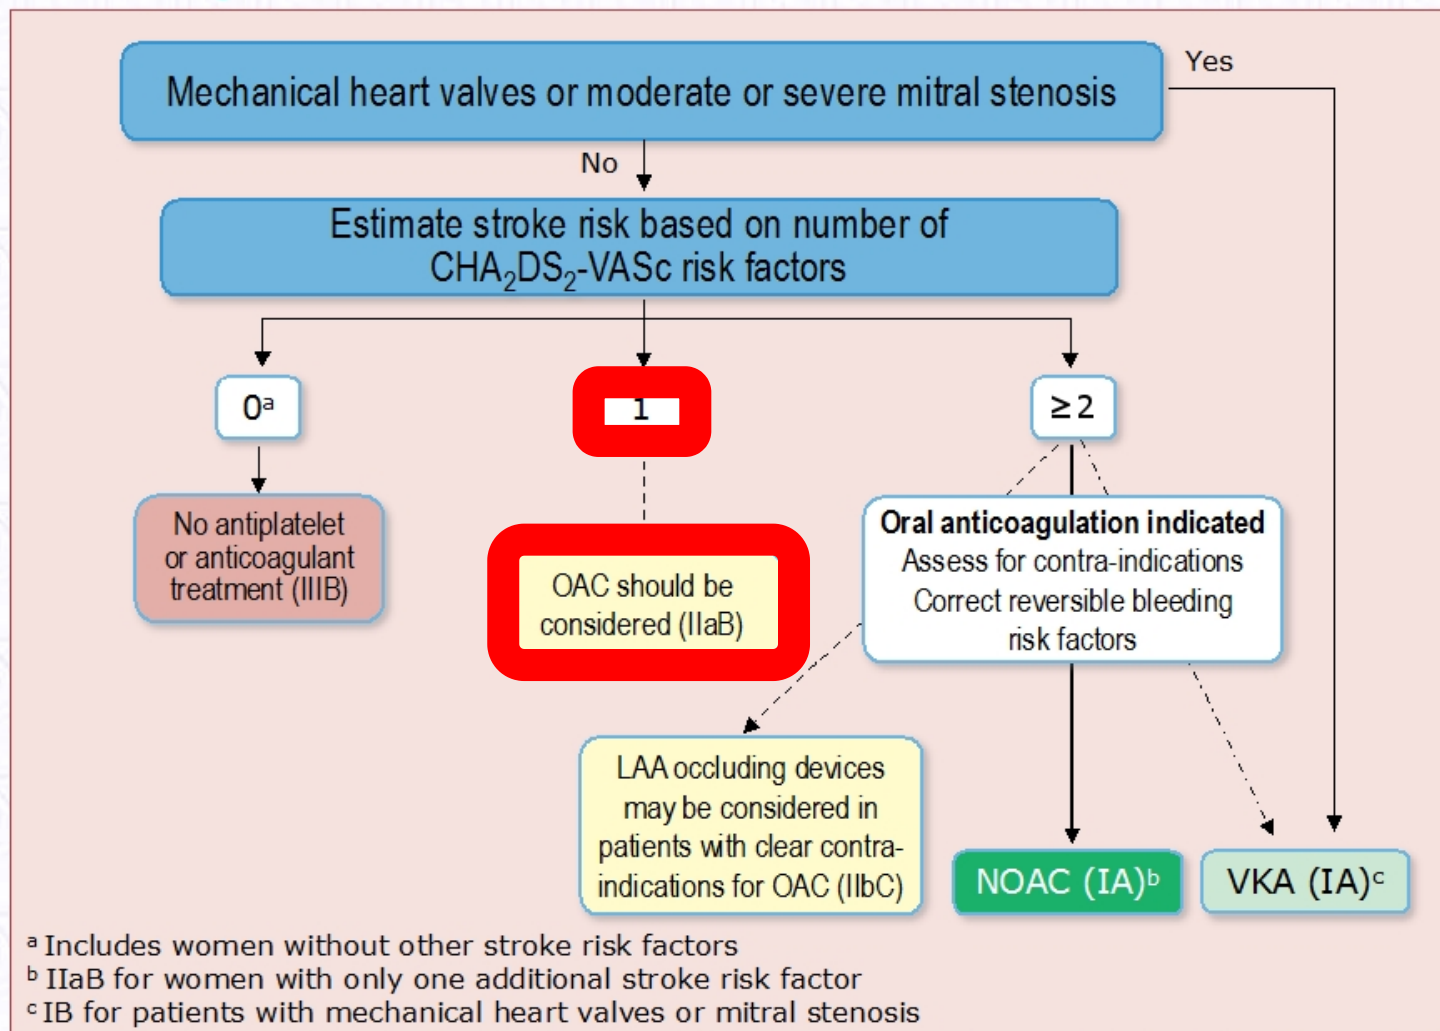 Mechanical heart valves or moderate or severe mitral stenosis
Yes
No
Estimate stroke risk based on number of
CHA₂DS₂-VASc risk factors
0ᵃ
1
≥2
No antiplatelet
or anticoagulant
treatment (IIIB)
OAC should be
considered (IIaB)
Oral anticoagulation indicated
Assess for contra-indications
Correct reversible bleeding
risk factors
LAA occluding devices
may be considered in
patients with clear contra-
indications for OAC (IIbC)
NOAC (IA)ᵇ
VKA (IA)ᶜ
ᵃ Includes women without other stroke risk factors
ᵇ IIaB for women with only one additional stroke risk factor
ᶜ IB for patients with mechanical heart valves or mitral stenosis